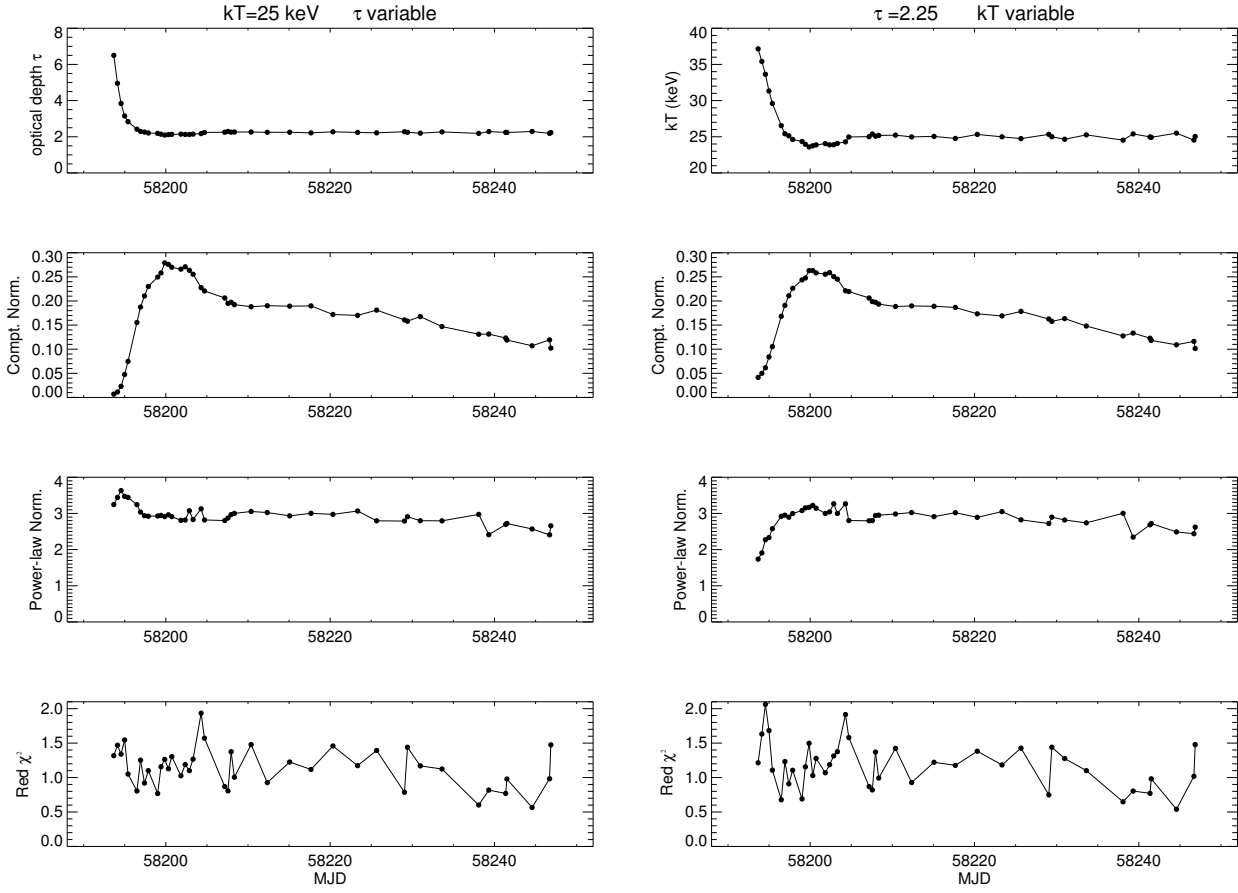 kT=25 keV τ variable
τ =2.25 kT variable
optical depth τ
8
6
4
2
0
58200 58220 58240
kT (keV)
40
35
30
25
20
58200 58220 58240
Compt. Norm.
0.30
0.25
0.20
0.15
0.10
0.05
0.00
58200 58220 58240
Compt. Norm.
0.30
0.25
0.20
0.15
0.10
0.05
0.00
58200 58220 58240
Power-law Norm.
4
3
2
1
0
58200 58220 58240
Power-law Norm.
4
3
2
1
0
58200 58220 58240
Red χ²
2.0
1.5
1.0
0.5
0.0
58200 58220 58240
MJD
Red χ²
2.0
1.5
1.0
0.5
0.0
58200 58220 58240
MJD